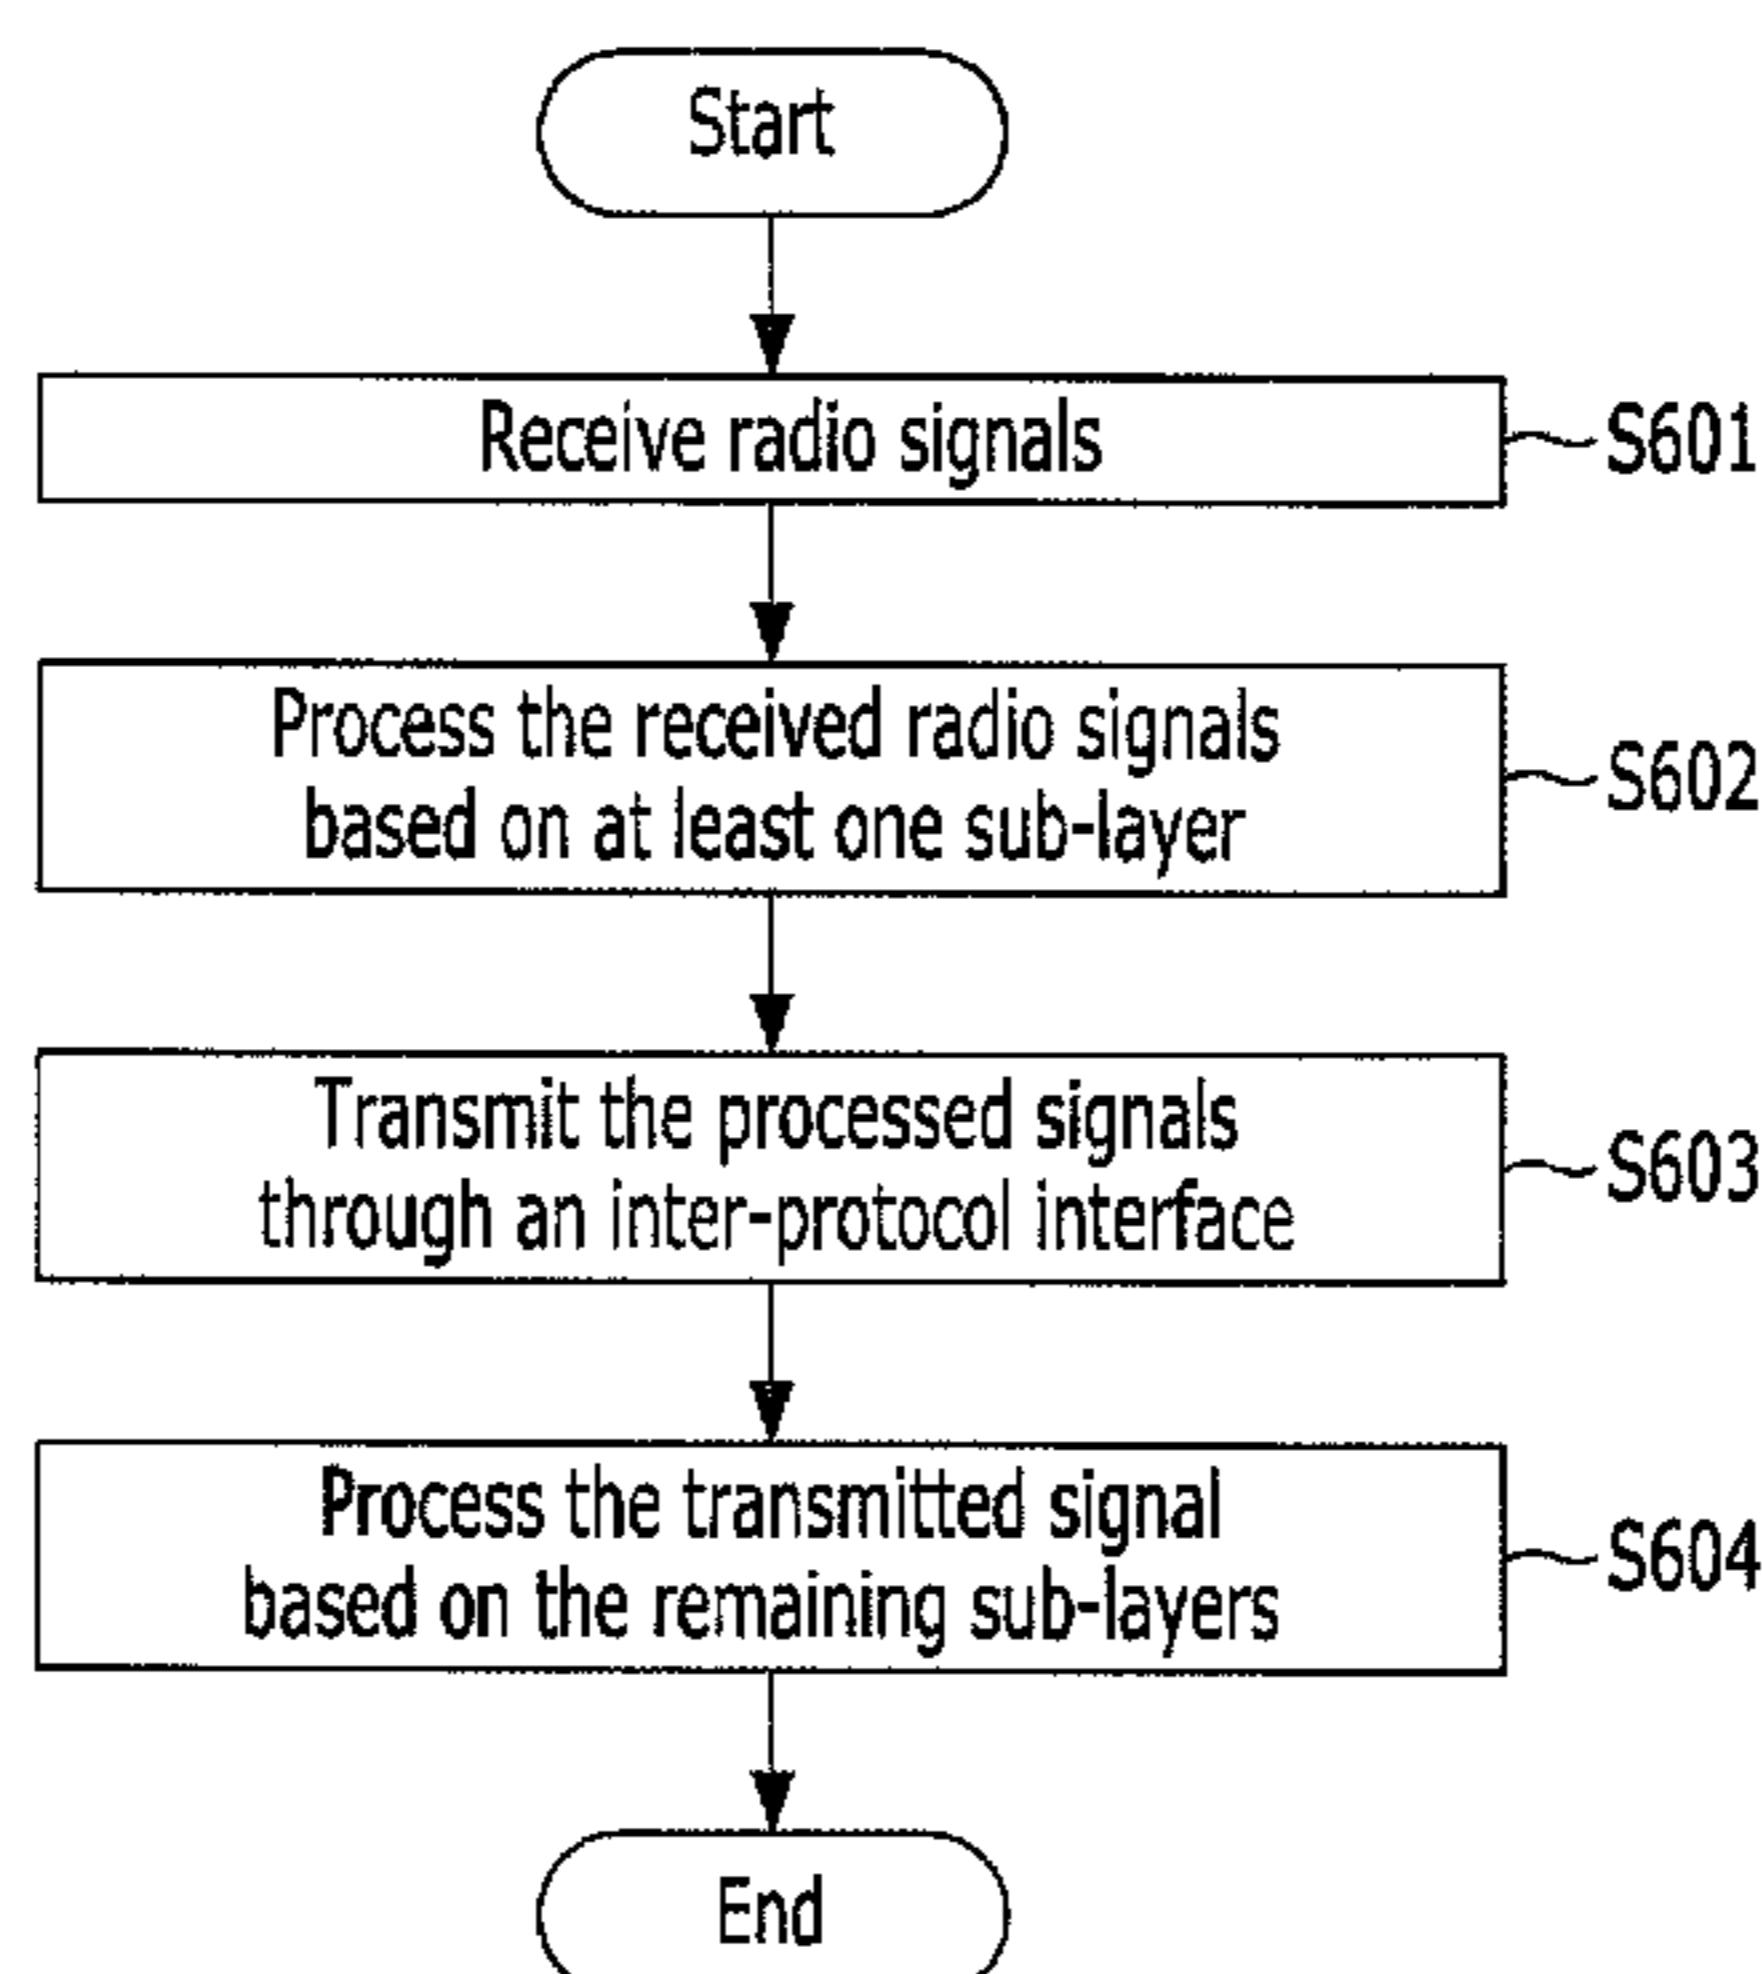 Start
Receive radio signals
S601
Process the received radio signals
based on at least one sub-layer
S602
Transmit the processed signals
through an inter-protocol interface
S603
Process the transmitted signal
based on the remaining sub-layers
S604
End